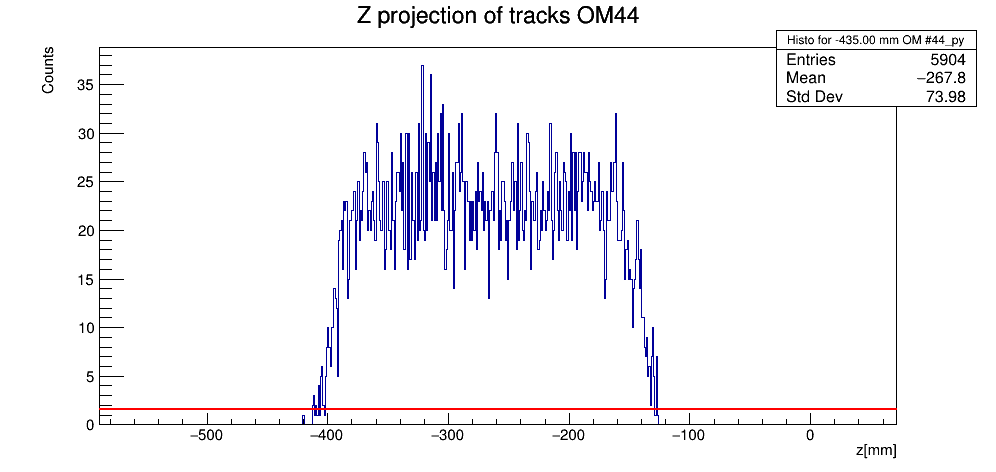 Z projection of tracks OM44
Histo for -435.00 mm OM #44_py
Entries 5904
Mean −267.8
Std Dev 73.98
Counts
35
30
25
20
15
10
5
0
−500 −400 −300 −200 −100 0
z[mm]